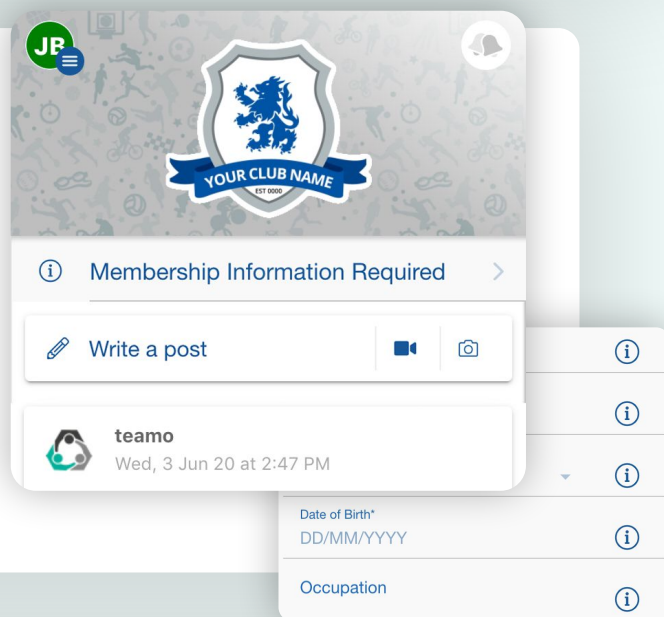 JB
YOUR CLUB NAME
EST 0000
Membership Information Required
Write a post
teamo
Wed, 3 Jun 20 at 2:47 PM
Date of Birth*
DD/MM/YYYY
Occupation